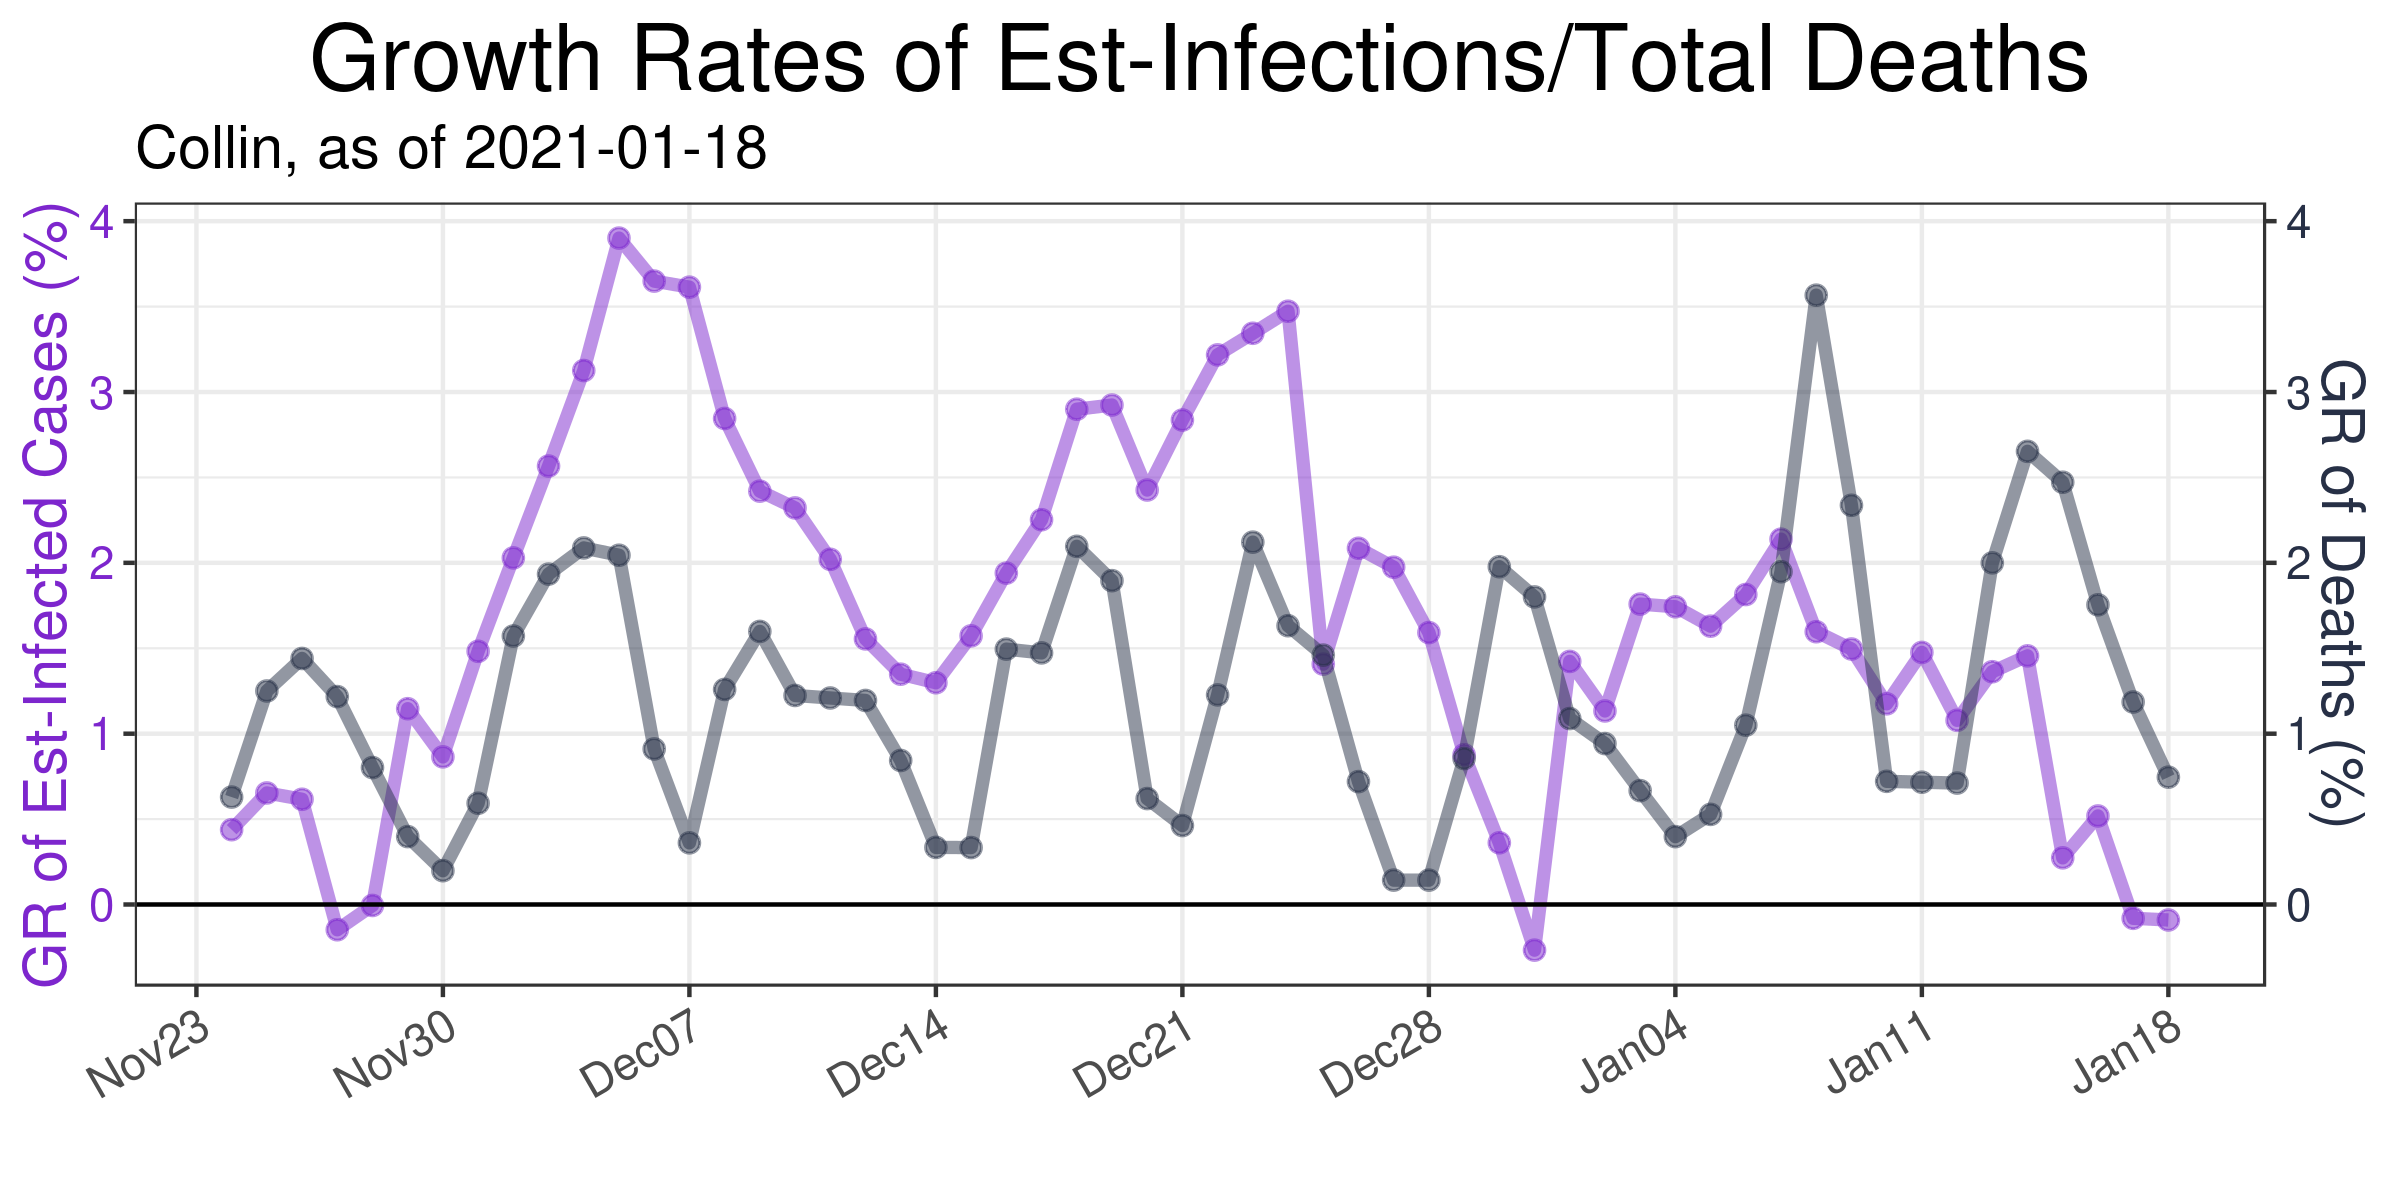 Growth Rates of Est-Infections/Total Deaths
Collin, as of 2021-01-18
GR of Est-Infected Cases (%)
4
3
2
1
0
4
3
2
1
0
GR of Deaths (%)
Nov23
Nov30
Dec07
Dec14
Dec21
Dec28
Jan04
Jan11
Jan18